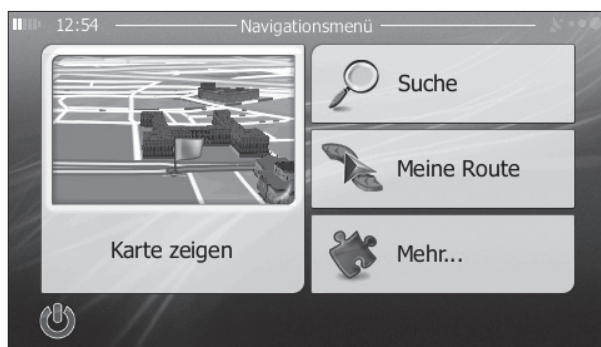 12:54
Navigationsmenü
Suche
Meine Route
Karte zeigen
Mehr...